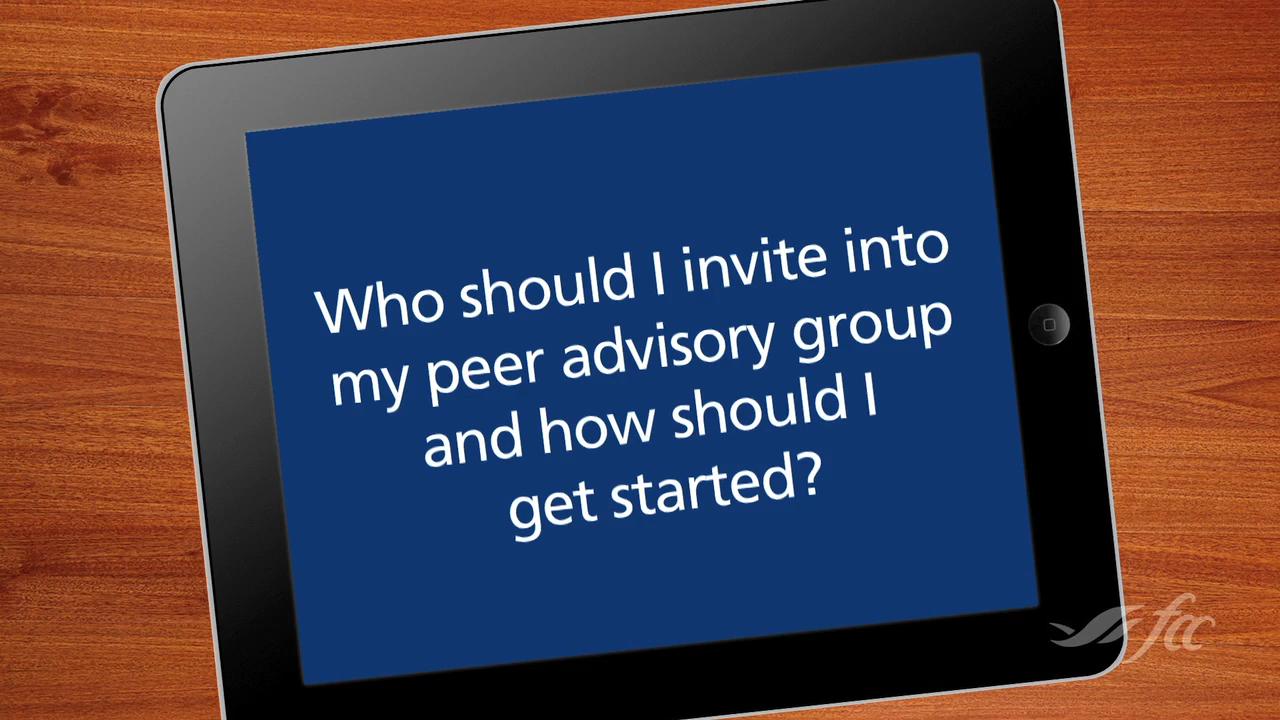 Who should I invite into
my peer advisory group
and how should I
get started?
fcc